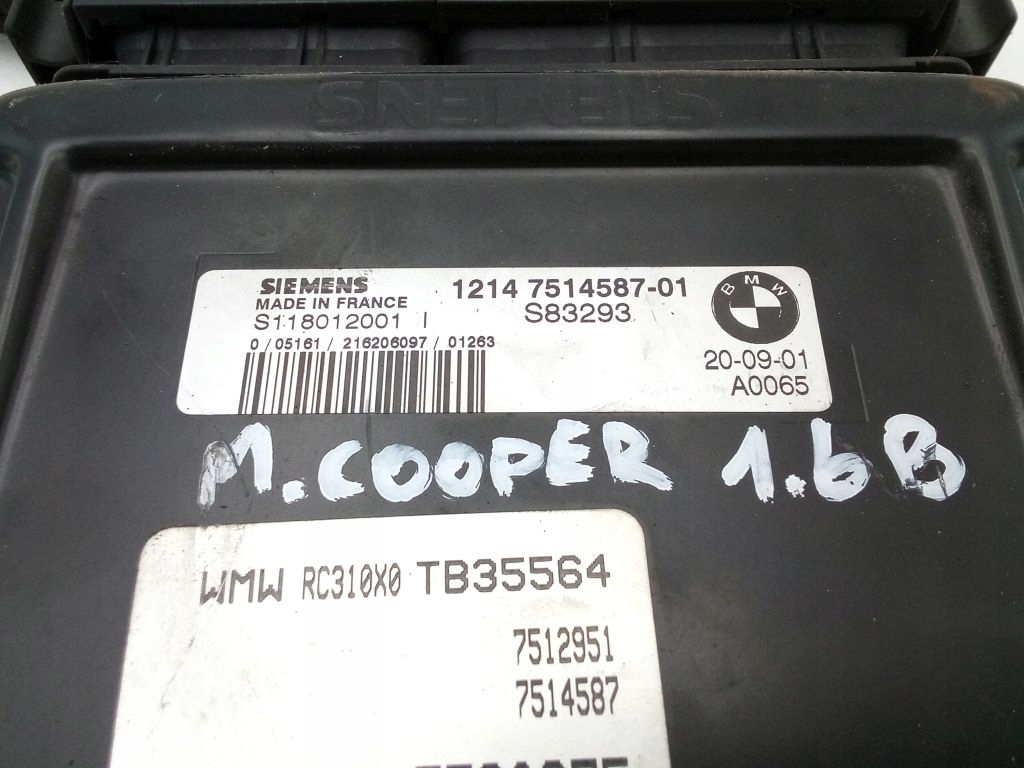 SIEMENS
SIEMENS 1214 7514587-01 BMW
MADE IN FRANCE S83293
S118012001 I
0 / 05161 / 216206097 / 01263 20-09-01
A0065
M.COOPER 1.6B
WMW RC310X0 TB35564
7512951
7514587